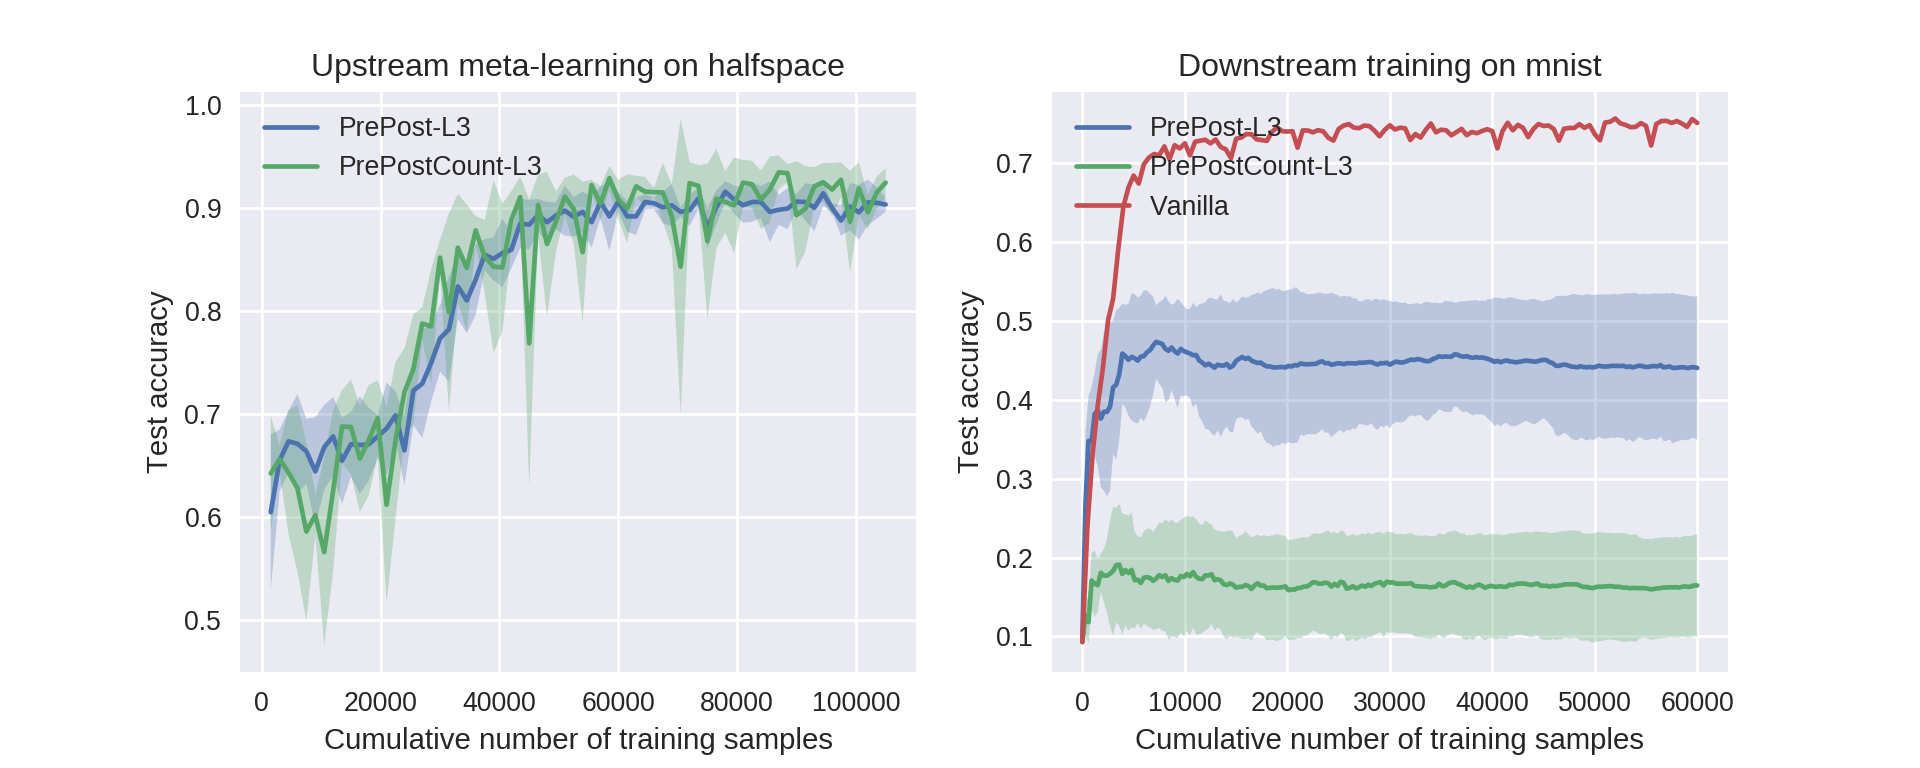 Upstream meta-learning on halfspace
1.0
0.9
0.8
0.7
0.6
0.5
Test accuracy
PrePost-L3
PrePostCount-L3
0 20000 40000 60000 80000 100000
Cumulative number of training samples
Downstream training on mnist
0.7
0.6
0.5
0.4
0.3
0.2
0.1
Test accuracy
PrePost-L3
PrePostCount-L3
Vanilla
0 10000 20000 30000 40000 50000 60000
Cumulative number of training samples